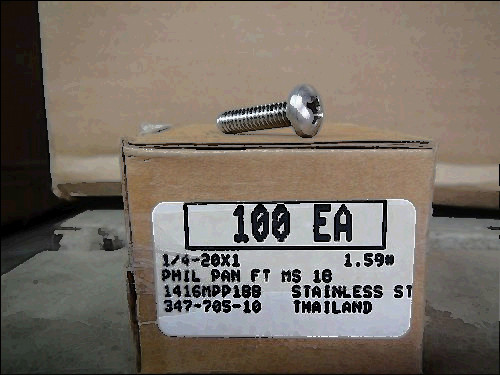 100 EA
1/4-20X1 1.59#
PHIL PAN FT MS 18
1416MPP188 STAINLESS ST
347-705-10 THAILAND